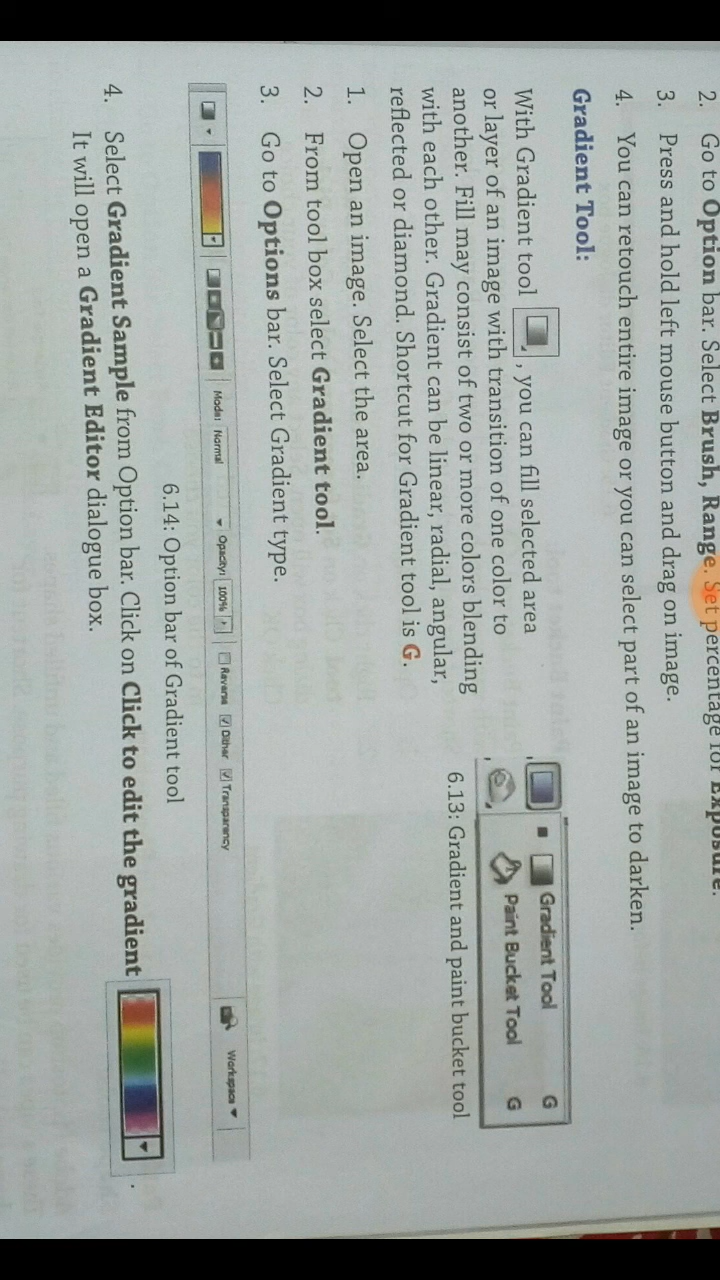 2. Go to Option bar. Select Brush, Range. Set percentage for Exposure.
3. Press and hold left mouse button and drag on image.
4. You can retouch entire image or you can select part of an image to darken.
Gradient Tool:
With Gradient tool , you can fill selected area
or layer of an image with transition of one color to
another. Fill may consist of two or more colors blending
with each other. Gradient can be linear, radial, angular,
reflected or diamond. Shortcut for Gradient tool is G.
Gradient Tool G
Paint Bucket Tool G
6.13: Gradient and paint bucket tool
1. Open an image. Select the area.
2. From tool box select Gradient tool.
3. Go to Options bar. Select Gradient type.
Mode: Normal Opacity: 100% Reverse Dither Transparency Workspace
6.14: Option bar of Gradient tool
4. Select Gradient Sample from Option bar. Click on Click to edit the gradient .
It will open a Gradient Editor dialogue box.